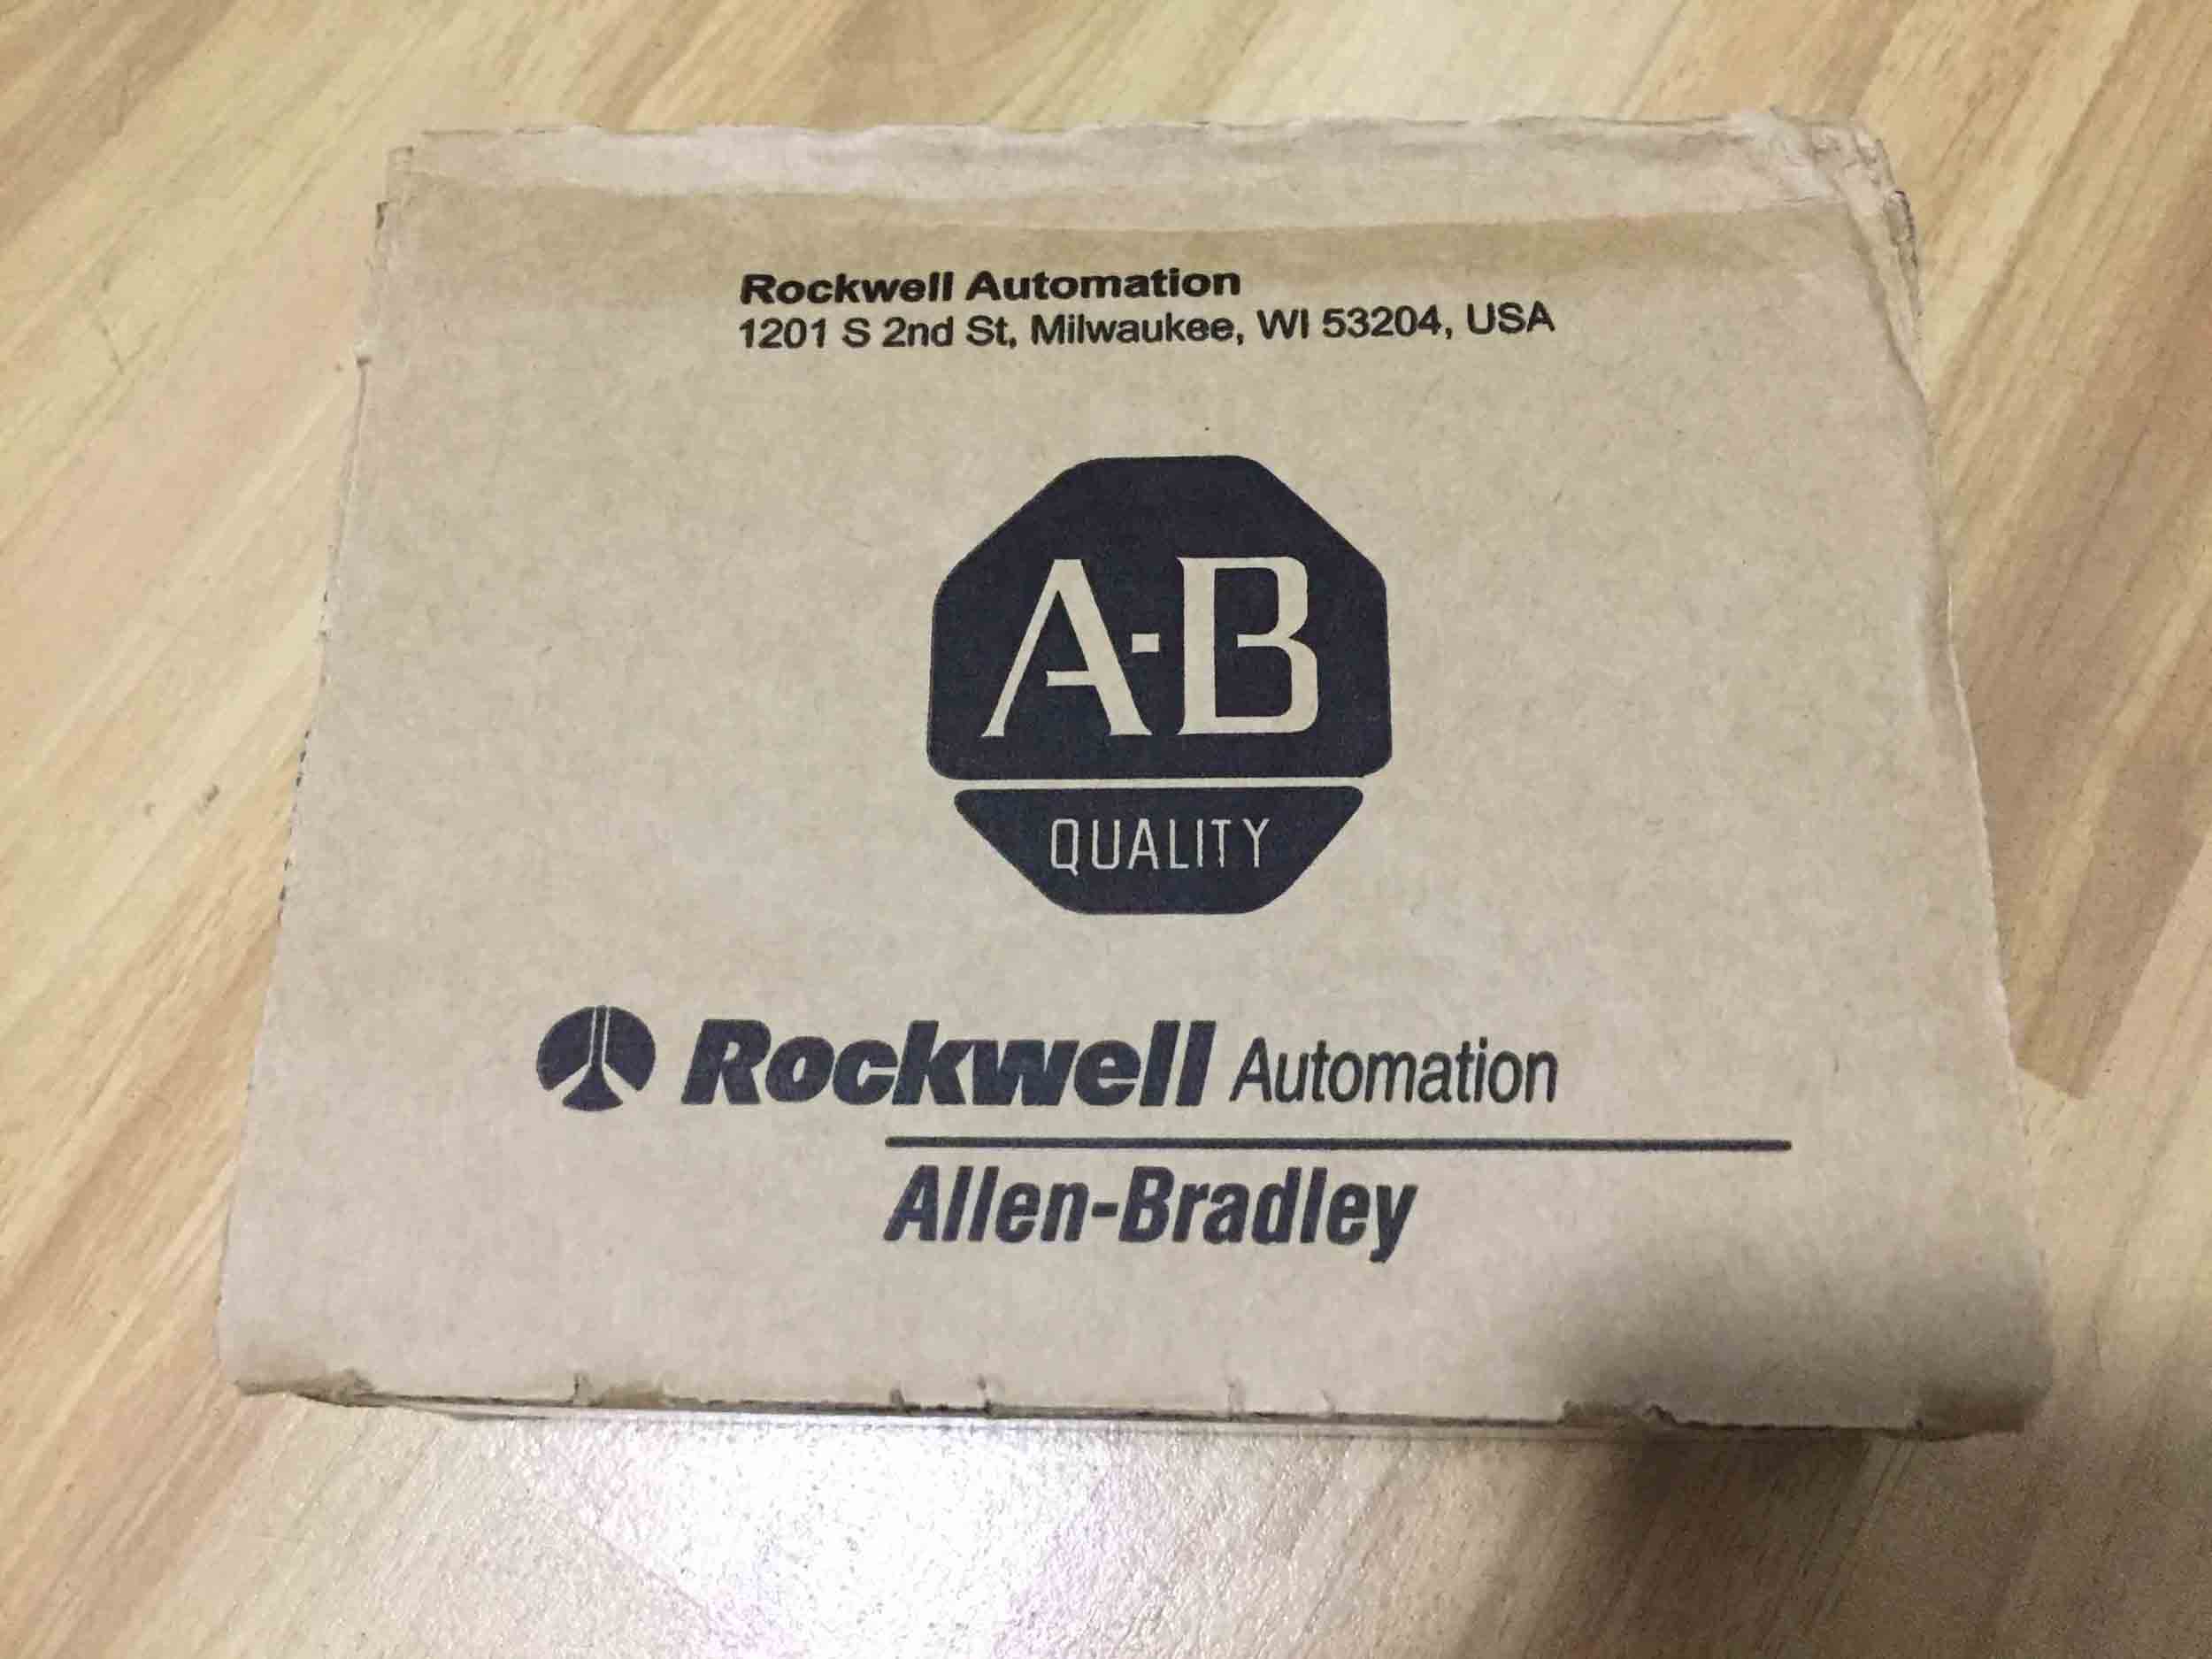 Rockwell Automation
1201 S 2nd St, Milwaukee, WI 53204, USA
A-B
QUALITY
Rockwell Automation
Allen-Bradley